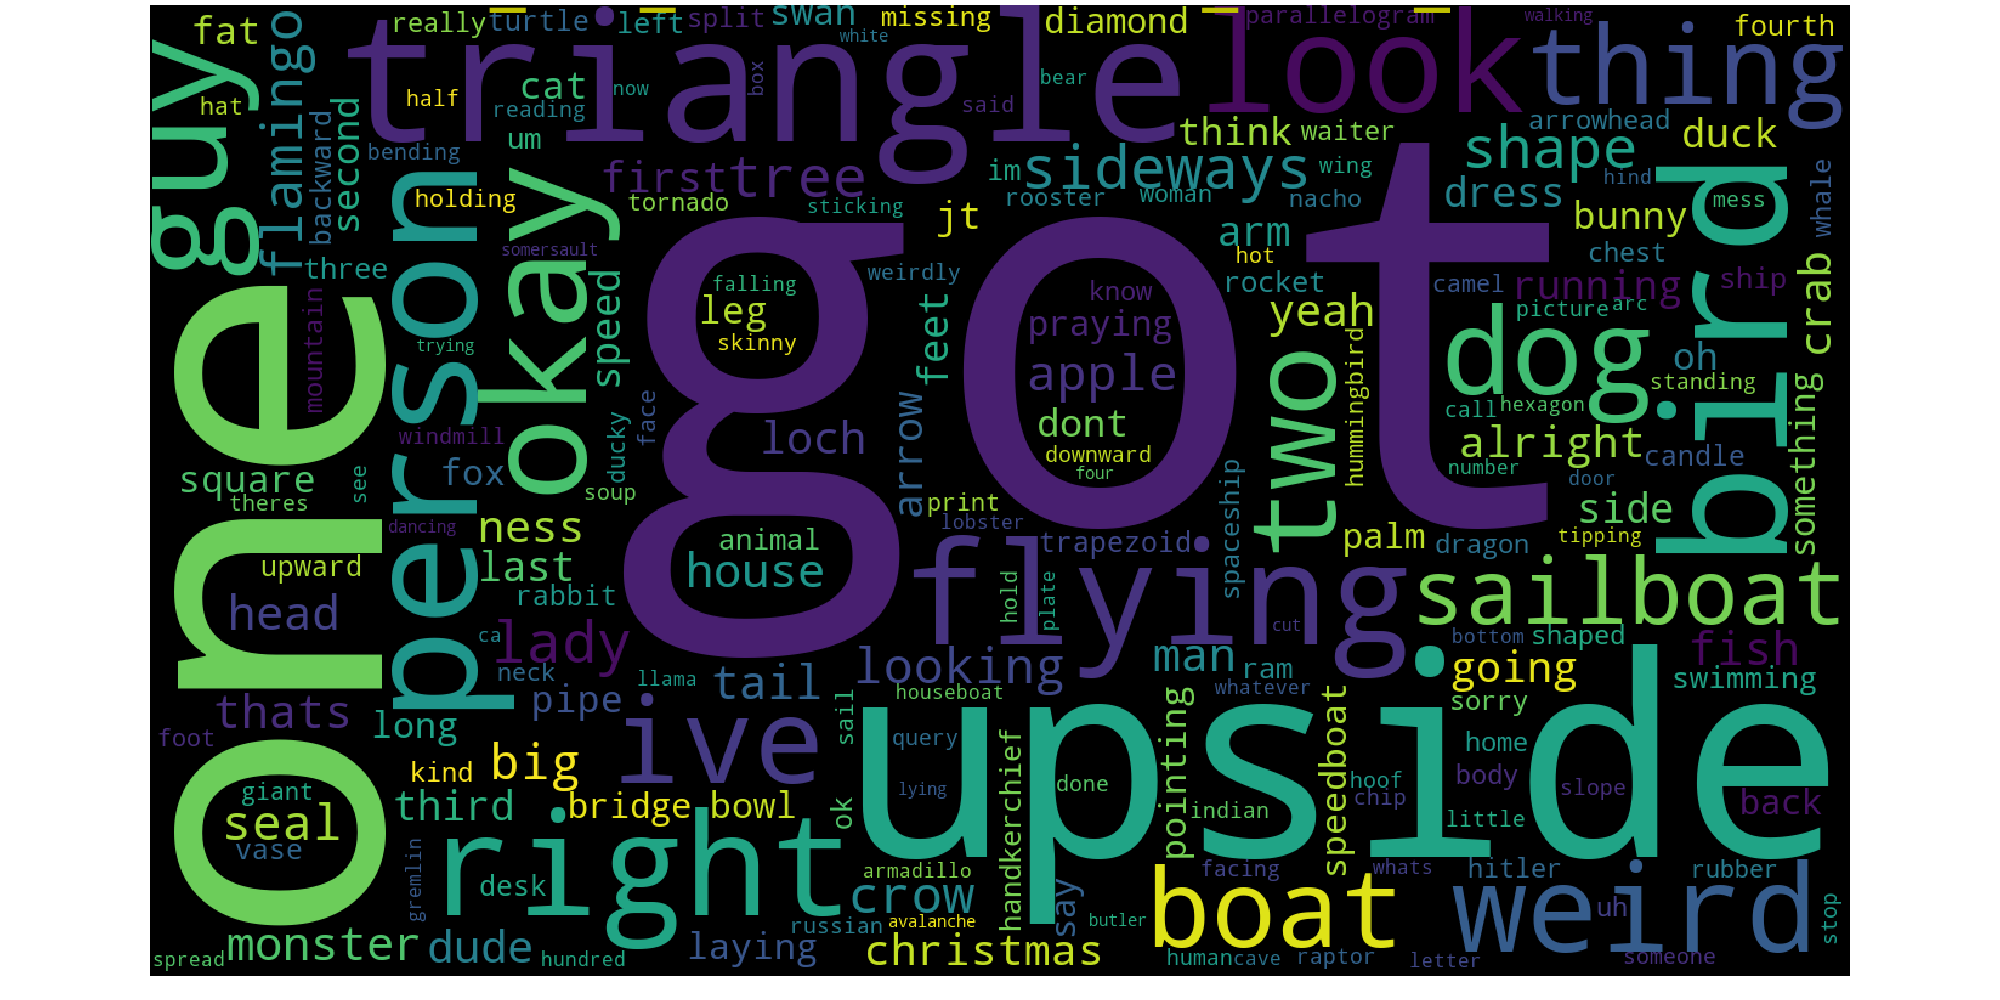 fat
really
turtle
left
split
swan
missing
diamond
parallelogram
walking
fourth
guy
flamingo
triangle
white
look
thing
hat
half
cat
now
box
bear
said
reading
backward
second
um
think
waiter
arrowhead
shape
duck
bending
person
okay
first
tree
im
sideways
wing
dress
hind
bird
holding
tornado
sticking
jt
rooster
woman
nacho
bunny
mess
whale
somersault
got
arm
hot
chest
three
speed
falling
weirdly
feet
know
rocket
camel
running
ship
crab
mountain
leg
praying
yeah
picture
arc
one
trying
skinny
apple
two
hummingbird
dog
oh
standing
face
arrow
dont
call
hexagon
something
windmill
ducky
loch
downward
alright
candle
square
see
fox
four
number
door
theres
soup
print
spaceship
side
dancing
ness
lobster
trapezoid
palm
dragon
tipping
upward
last
animal
house
flying
sailboat
head
rabbit
hold
plate
cut
ca
lady
bottom
shaped
fish
neck
llama
tail
looking
man
ram
going
swimming
thats
pipe
houseboat
whatever
sorry
foot
long
ive
sail
query
upside
pointing
speedboat
home
kind
big
handkerchief
done
hoof
body
slope
giant
lying
chip
back
seal
third
bridge
bowl
ok
indian
little
vase
right
gremlin
desk
armadillo
crow
say
facing
whats
hitler
rubber
boat
weird
uh
stop
monster
dude
russian
avalanche
butler
spread
hundred
laying
christmas
human
cave
raptor
letter
someone